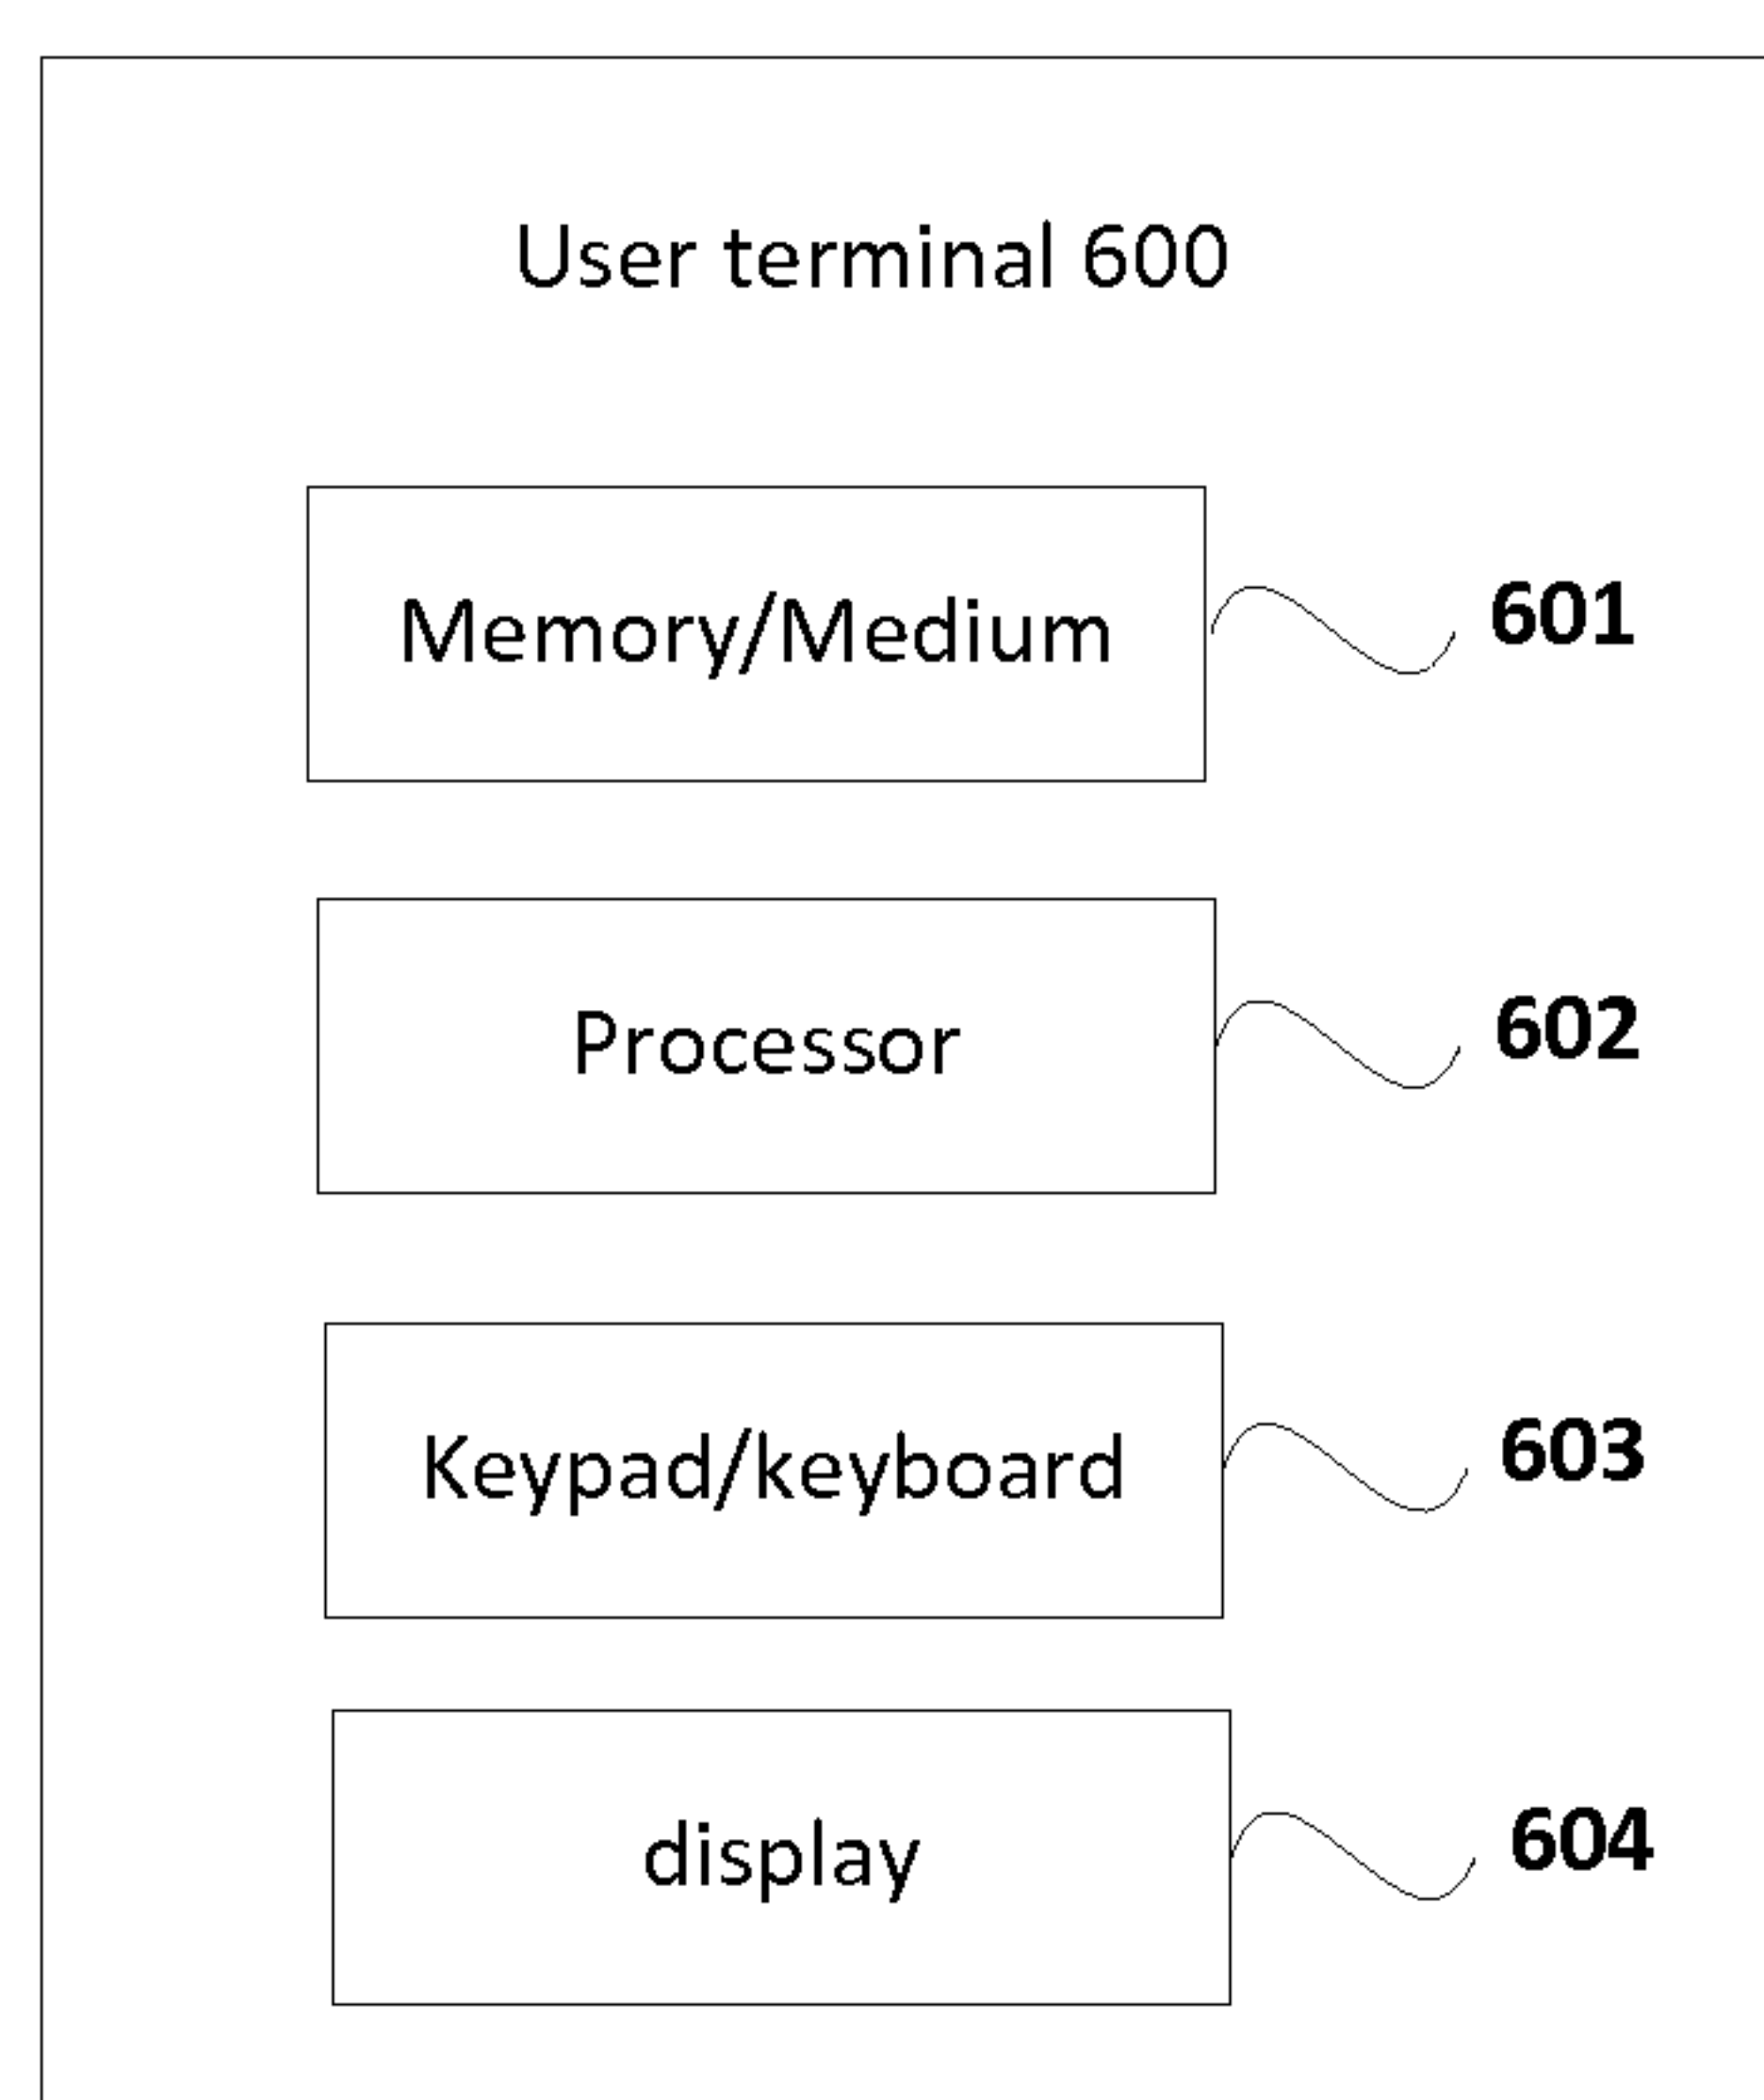 User terminal 600
Memory/Medium
601
Processor
602
Keypad/keyboard
603
display
604